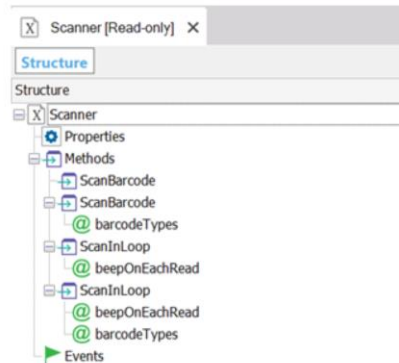 Scanner [Read-only]
Structure
Structure
Scanner
Properties
Methods
ScanBarcode
ScanBarcode
barcodeTypes
ScanInLoop
beepOnEachRead
ScanInLoop
beepOnEachRead
barcodeTypes
Events